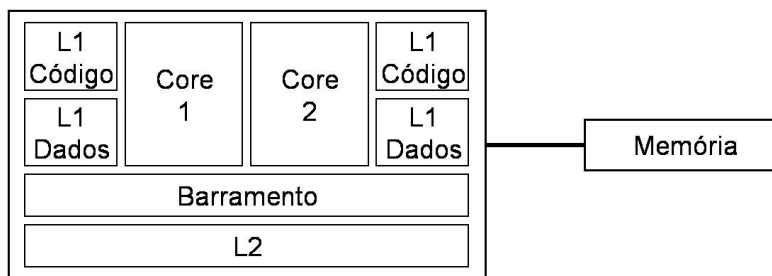 L1
Código
L1
Dados
Core
1
Core
2
L1
Código
L1
Dados
Barramento
L2
Memória